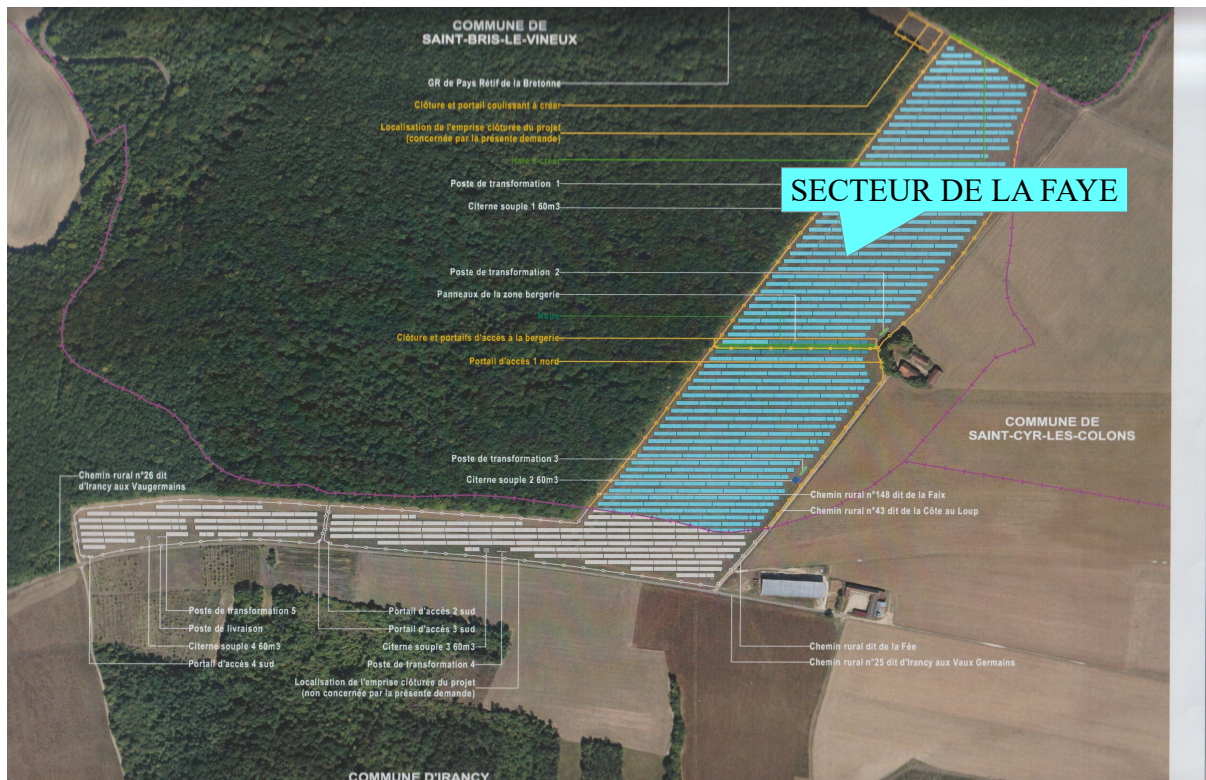 COMMUNE DE
SAINT-BRIS-LE-VINEUX
GR de Pays Rétif de la Bretonne
Clôture et portail coulissant à créer
Localisation de l'emprise clôturée du projet
(concernée par la présente demande)
Haie à créer
Poste de transformation 1
SECTEUR DE LA FAYE
Citerne souple 1 60m3
Poste de transformation 2
Panneaux de la zone bergerie
Noue
Clôture et portails d'accès à la bergerie
Portail d'accès 1 nord
COMMUNE DE
SAINT-CYR-LES-COLONS
Poste de transformation 3
Citerne souple 2 60m3
Chemin rural n°26 dit
d'Irancy aux Vaugermains
Chemin rural n°148 dit de la Faix
Chemin rural n°43 dit de la Côte au Loup
Poste de transformation 5
Poste de livraison
Citerne souple 4 60m3
Portail d'accès 4 sud
Portail d'accès 2 sud
Portail d'accès 3 sud
Citerne souple 3 60m3
Poste de transformation 4
Localisation de l'emprise clôturée du projet
(non concernée par la présente demande)
Chemin rural dit de la Fée
Chemin rural n°25 dit d'Irancy aux Vaux Germains
COMMUNE D'IRANCY